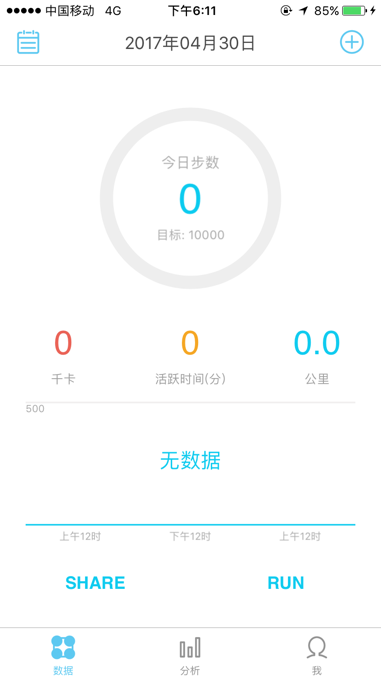 中国移动 4G 下午6:11 85%
2017年04月30日
今日步数
0
目标: 10000
0 0 0.0
千卡 活跃时间(分) 公里
500
无数据
上午12时 下午12时 上午12时
SHARE RUN
数据 分析 我